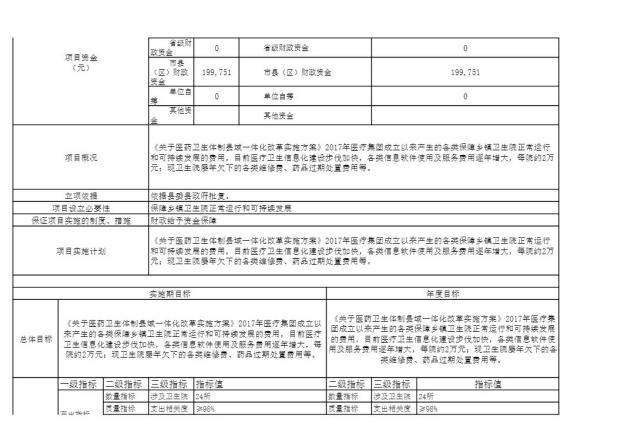 项目资金
（元）
省级财政资金 0 省级财政资金 0
市县（区）财政资金 199,751 市县（区）财政资金 199,751
单位自筹 0 单位自筹 0
其他资金 其他资金
项目概况
《关于医药卫生体制县域一体化改革实施方案》2017年医疗集团成立以来产生的各类保障乡镇卫生院正常运行
和可持续发展的费用，目前医疗卫生信息化建设步伐加快，各类信息软件使用及服务费用逐年增大，每院约2万
元；现卫生院屡年欠下的各类维修费、药品过期处置费用等。
立项依据 依据县委县政府批复。
项目设立必要性 保障乡镇卫生院正常运行和可持续发展
保证项目实施的制度、措施 财政给予资金保障
项目实施计划
《关于医药卫生体制县域一体化改革实施方案》2017年医疗集团成立以来产生的各类保障乡镇卫生院正常运行
和可持续发展的费用，目前医疗卫生信息化建设步伐加快，各类信息软件使用及服务费用逐年增大，每院约2万
元；现卫生院屡年欠下的各类维修费、药品过期处置费用等。
实施期目标 年度目标
总体目标
《关于医药卫生体制县域一体化改革实施方案》2017年医疗集团成立以
来产生的各类保障乡镇卫生院正常运行和可持续发展的费用，目前医疗
卫生信息化建设步伐加快，各类信息软件使用及服务费用逐年增大，每
院约2万元；现卫生院屡年欠下的各类维修费、药品过期处置费用等。
《关于医药卫生体制县域一体化改革实施方案》2017年医疗集
团成立以来产生的各类保障乡镇卫生院正常运行和可持续发展
的费用，目前医疗卫生信息化建设步伐加快，各类信息软件使
用及服务费用逐年增大，每院约2万元；现卫生院屡年欠下的各
类维修费、药品过期处置费用等。
一级指标 二级指标 三级指标 指标值 二级指标 三级指标 指标值
数量指标 涉及卫生院 24所 数量指标 涉及卫生院 24所
产出指标 质量指标 支出相关度 ≥98% 质量指标 支出相关度 ≥98%